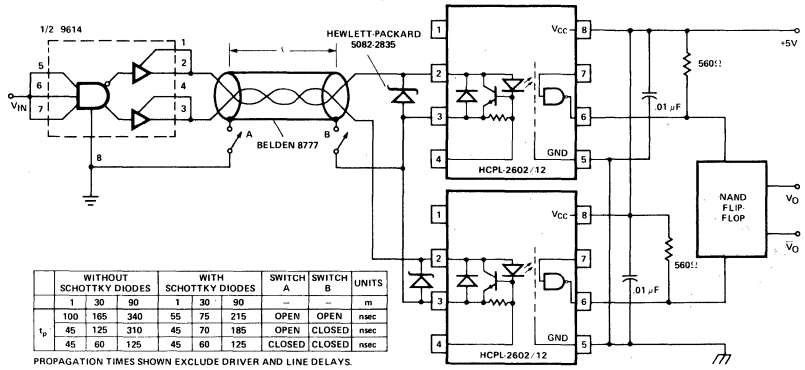 1/2 9614
5
6
7
V_IN
8
1
2
4
3
ℓ
A
B
BELDEN 8777
HEWLETT-PACKARD
5082-2835
1
2
3
4
V_CC
8
7
6
5
GND
HCPL-2602/12
+5V
560Ω
.01 μF
1
2
3
4
V_CC
8
7
6
5
GND
HCPL-2602/12
560Ω
.01 μF
NAND
FLIP-
FLOP
V_O
V̅_O
WITHOUT SCHOTTKY DIODES WITH SCHOTTKY DIODES SWITCH A SWITCH B UNITS
1 30 90 1 30 90 – – m
t_p 100 165 340 55 75 215 OPEN OPEN nsec
45 125 310 45 70 185 OPEN CLOSED nsec
45 60 125 45 60 125 CLOSED CLOSED nsec
PROPAGATION TIMES SHOWN EXCLUDE DRIVER AND LINE DELAYS.